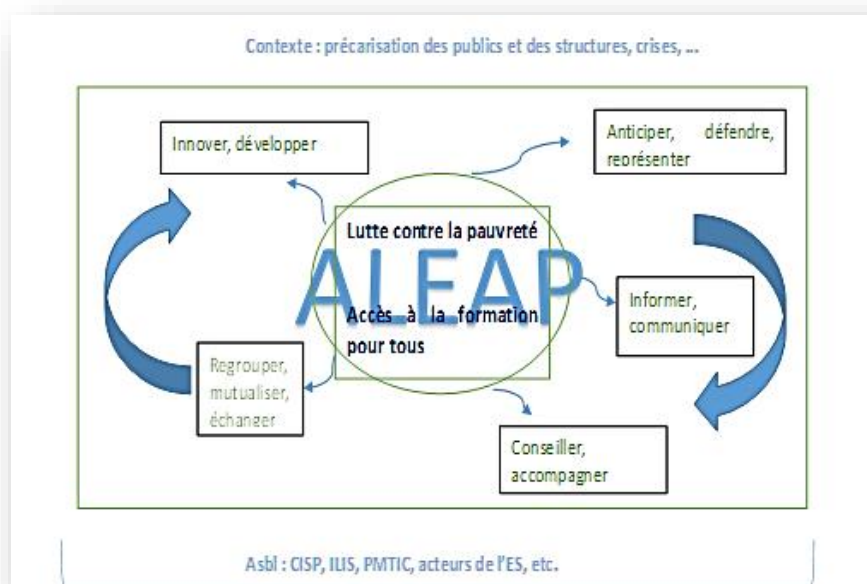 Contexte : précarisation des publics et des structures, crises, ...
Innover, développer
Anticiper, défendre,
reorésenter
Lutte contre la pauvreté
ALEAP
Accès à la formation
pour tous
Informer,
communiquer
Regrouper,
mutualiser,
échanger
Conseiller,
accompagner
Asbl : CISP, ILIS, PMTIC, acteurs de l'ES, etc.